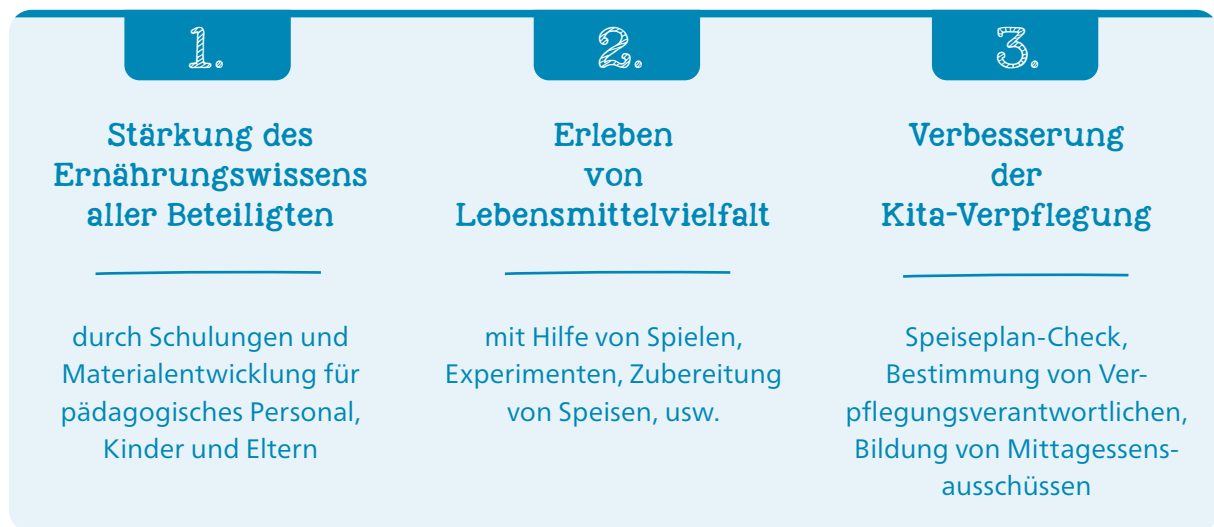 1.
Stärkung des
Ernährungswissens
aller Beteiligten
durch Schulungen und
Materialentwicklung für
pädagogisches Personal,
Kinder und Eltern
2.
Erleben
von
Lebensmittelvielfalt
mit Hilfe von Spielen,
Experimenten, Zubereitung
von Speisen, usw.
3.
Verbesserung
der
Kita-Verpflegung
Speiseplan-Check,
Bestimmung von Ver-
pflegungsverantwortlichen,
Bildung von Mittagessens-
ausschüssen